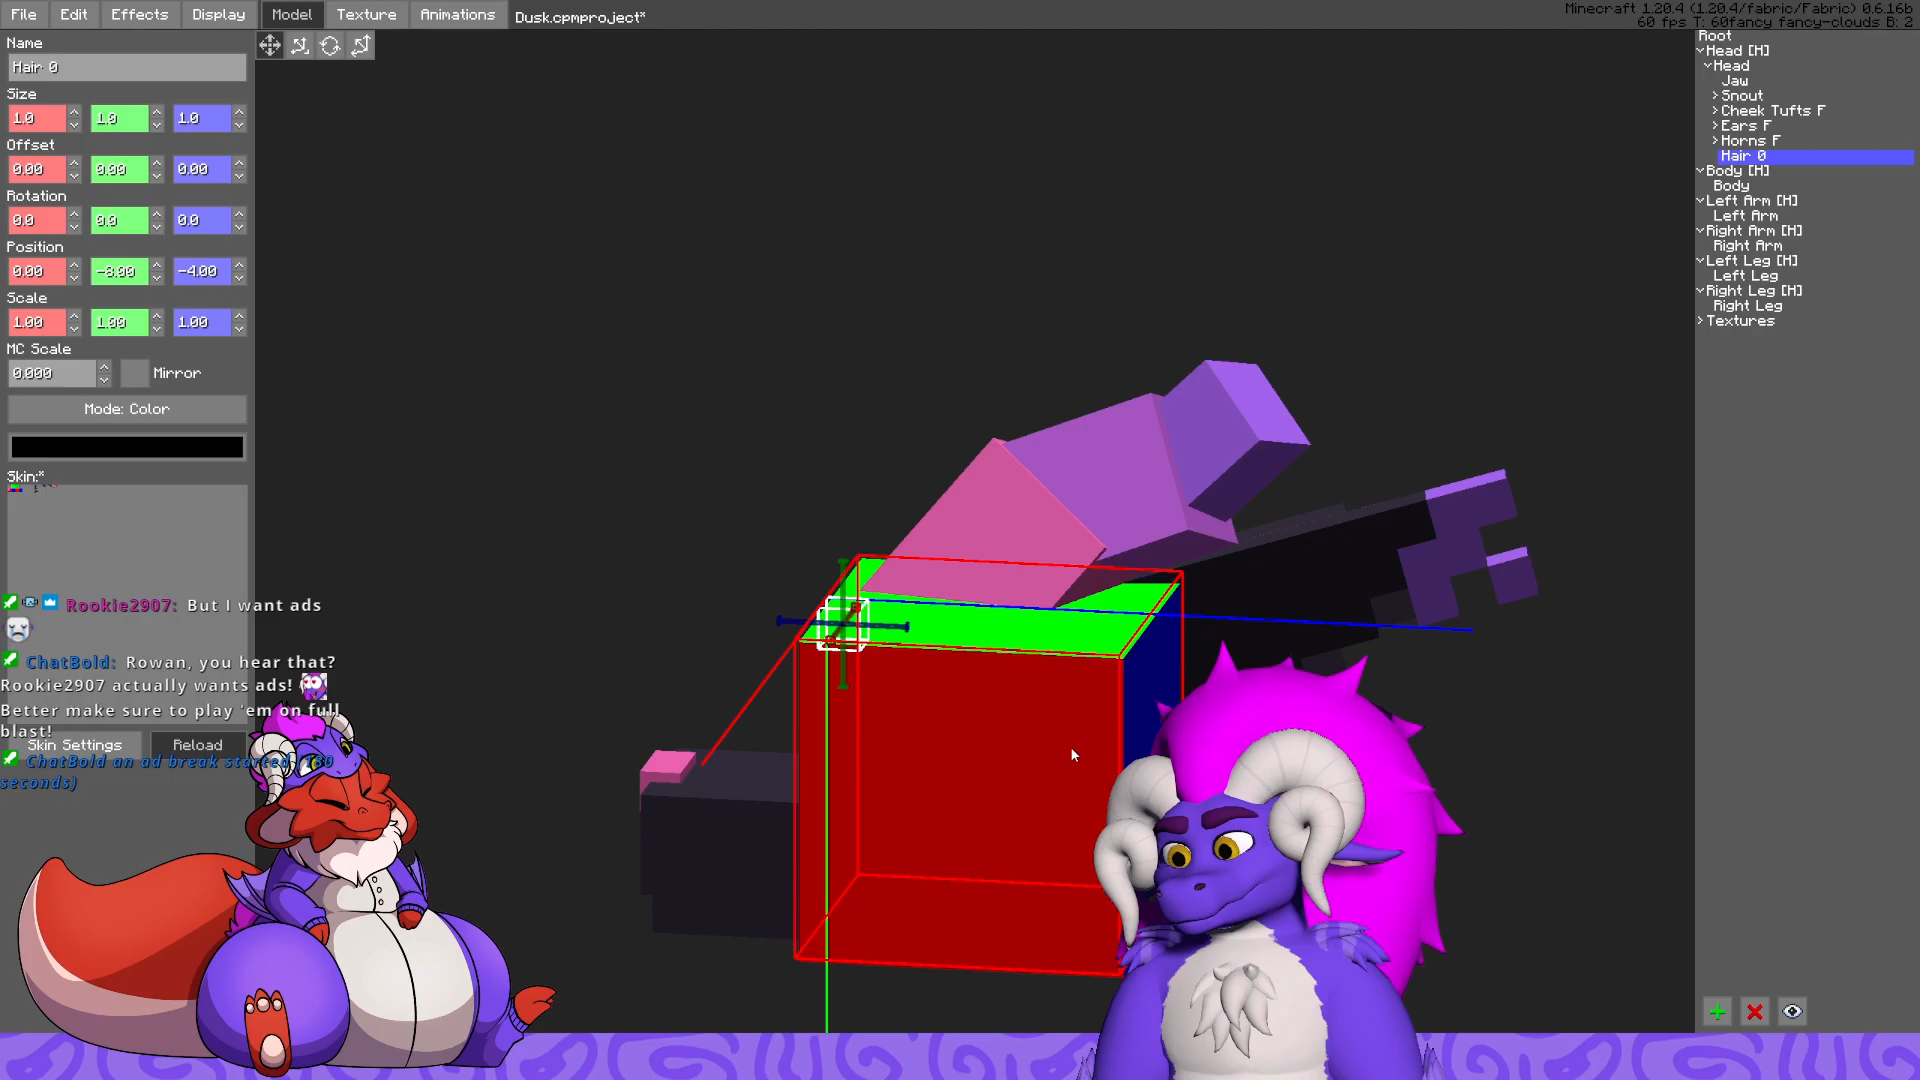 File Edit Effects Display Model Texture Animations Dusk.cpmproject*
Minecraft 1.20.4 (1.20.4/fabric/Fabric) 0.6.16b
60 fps T: 60fancy fancy-clouds B: 2
Name
Hair 0
Size
1.0 1.0 1.0
Offset
0.00 0.00 0.00
Rotation
0.0 0.0 0.0
Position
0.00 -8.00 -4.00
Scale
1.00 1.00 1.00
MC Scale
0.000 Mirror
Mode: Color
Skin:*
Rookie2907: But I want ads
ChatBold: Rowan, you hear that?
Rookie2907 actually wants ads!
Better make sure to play 'em on full
blast!
Skin Settings Reload
ChatBold an ad break started (180
seconds)
Root
Head [H]
Head
Jaw
Snout
Cheek Tufts F
Ears F
Horns F
Hair 0
Body [H]
Body
Left Arm [H]
Left Arm
Right Arm [H]
Right Arm
Left Leg [H]
Left Leg
Right Leg [H]
Right Leg
Textures